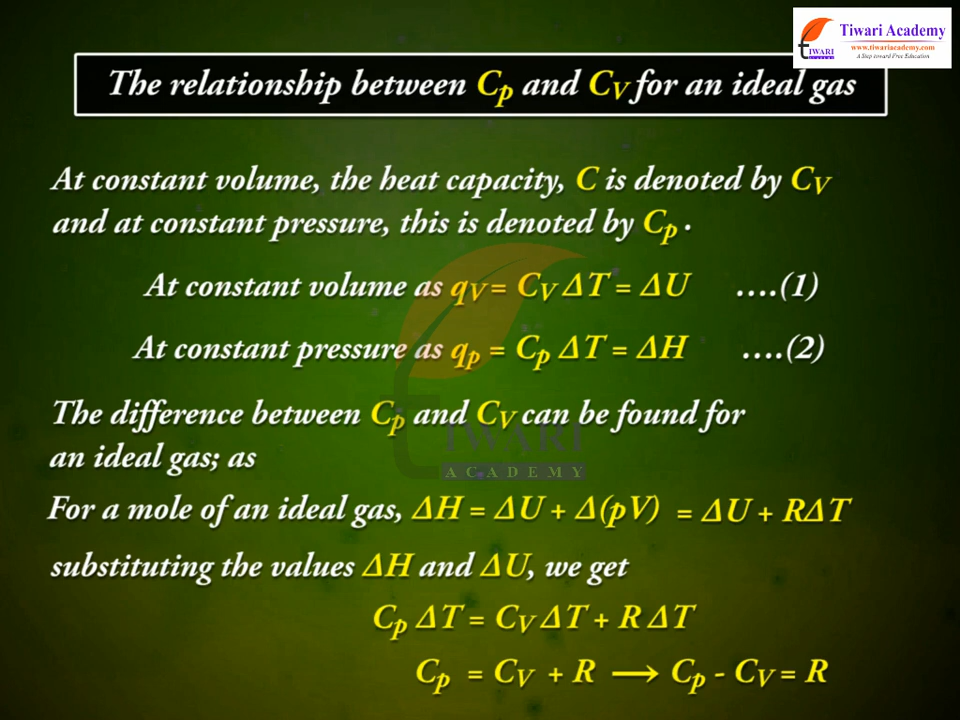 Tiwari Academy
www.tiwariacademy.com
A Step toward Free Education
TIWARI
ACADEMY
The relationship between Cp and CV for an ideal gas
At constant volume, the heat capacity, C is denoted by CV
and at constant pressure, this is denoted by Cp .
At constant volume as qV = CV ΔT = ΔU ....(1)
At constant pressure as qp = Cp ΔT = ΔH ....(2)
The difference between Cp and CV can be found for
TIWARI
an ideal gas; as
ACADEMY
For a mole of an ideal gas, ΔH = ΔU + Δ(pV) = ΔU + RΔT
substituting the values ΔH and ΔU, we get
Cp ΔT = CV ΔT + R ΔT
Cp = CV + R ⟶ Cp - CV = R